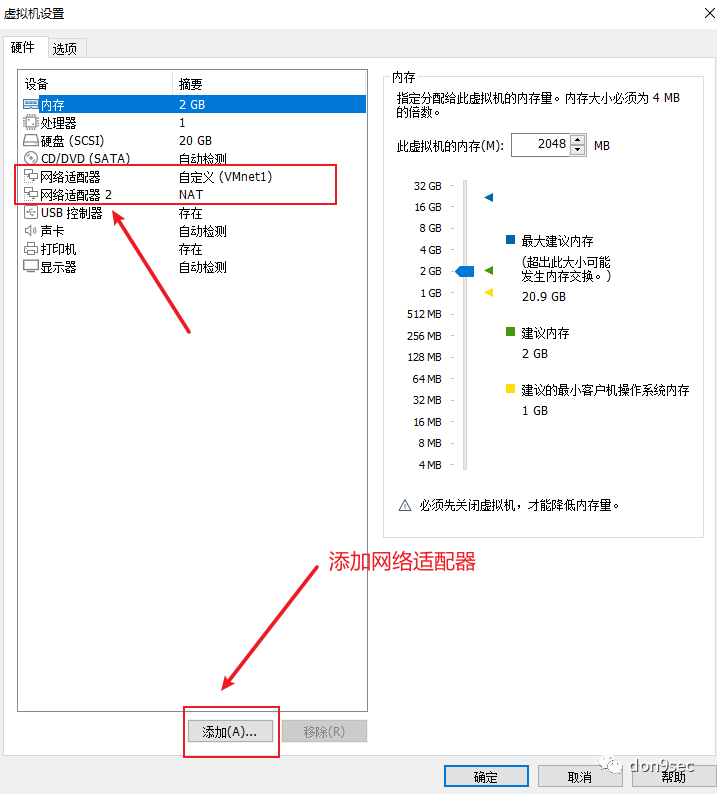 虚拟机设置
硬件 选项
设备 摘要
内存 2 GB
处理器 1
硬盘 (SCSI) 20 GB
CD/DVD (SATA) 自动检测
网络适配器 自定义 (VMnet1)
网络适配器 2 NAT
USB 控制器 存在
声卡 自动检测
打印机 存在
显示器 自动检测
添加网络适配器
添加(A)... 移除(R)
内存
指定分配给此虚拟机的内存量。内存大小必须为 4 MB
的倍数。
此虚拟机的内存(M): 2048 MB
32 GB
16 GB
8 GB
4 GB
2 GB
1 GB
512 MB
256 MB
128 MB
64 MB
32 MB
16 MB
8 MB
4 MB
最大建议内存
(超出此大小可能
发生内存交换。)
20.9 GB
建议内存
2 GB
建议的最小客户机操作系统内存
1 GB
必须先关闭虚拟机，才能降低内存量。
确定 取消 帮助
don9sec